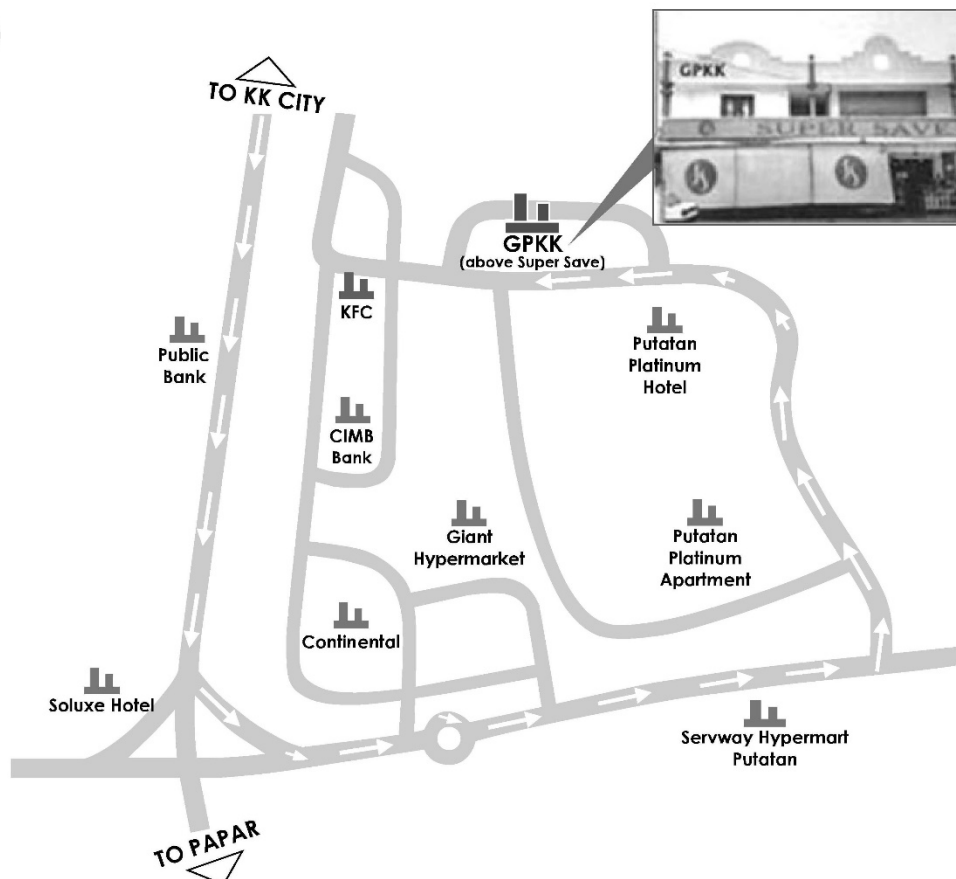 TO KK CITY
GPKK
SUPER SAVE
GPKK
(above Super Save)
KFC
Public
Bank
Putatan
Platinum
Hotel
CIMB
Bank
Giant
Hypermarket
Putatan
Platinum
Apartment
Continental
Soluxe Hotel
Servway Hypermart
Putatan
TO PAPAR